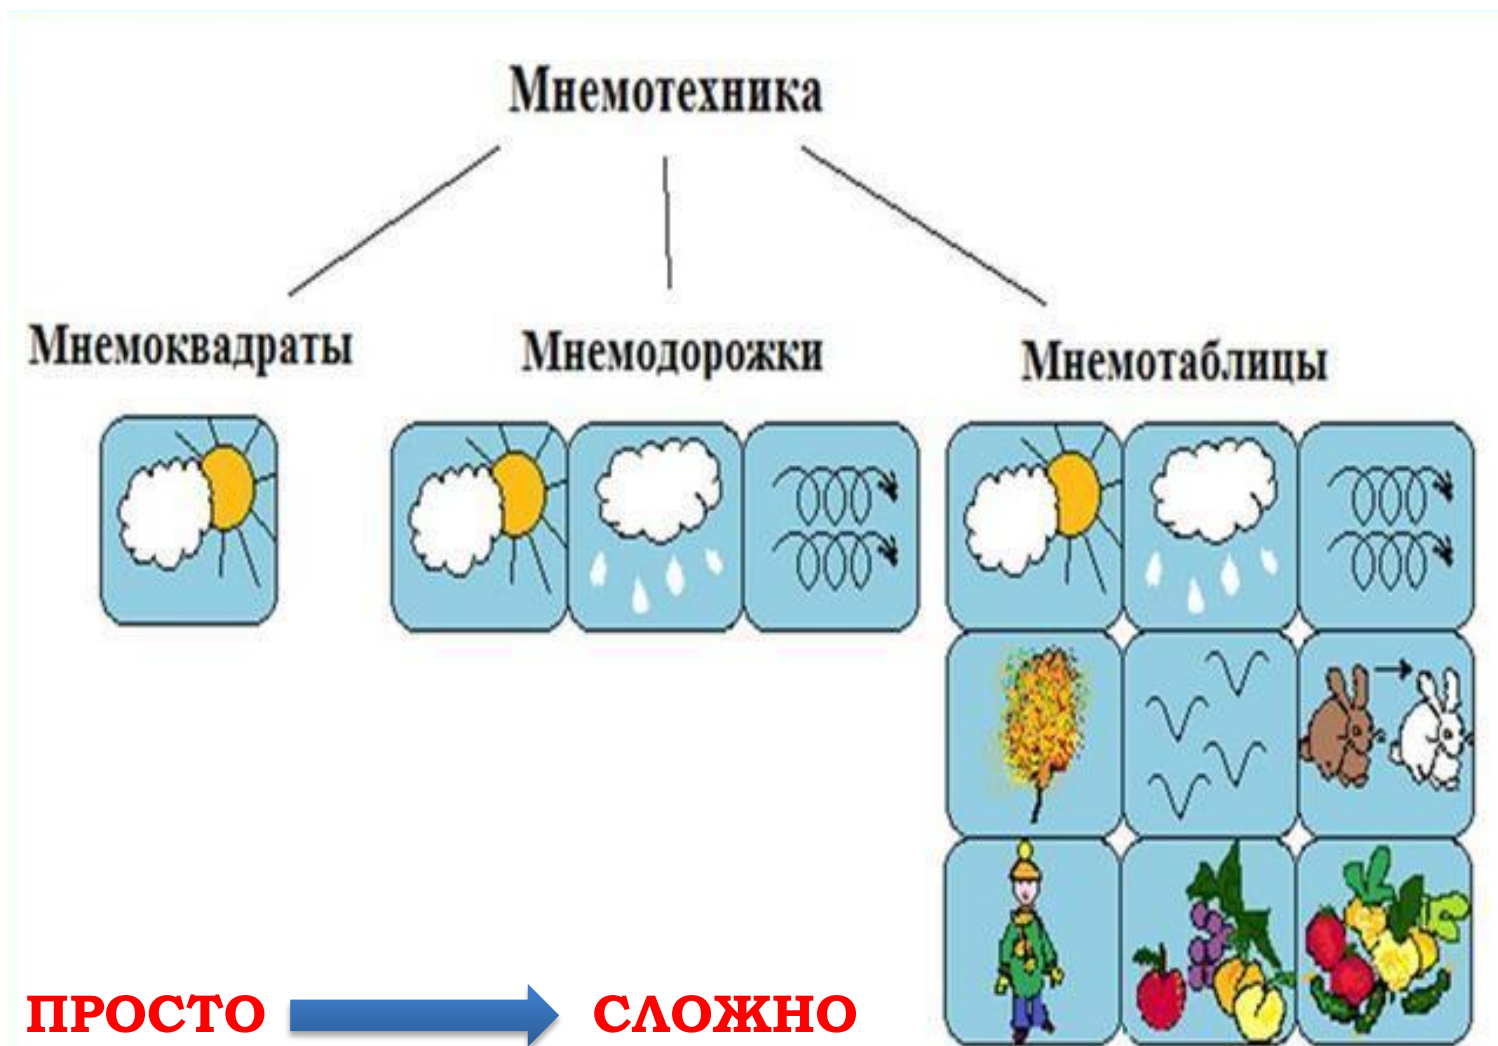 Мнемотехника
Мнемоквадраты
Мнемодорожки
Мнемотаблицы
ПРОСТО
СЛОЖНО